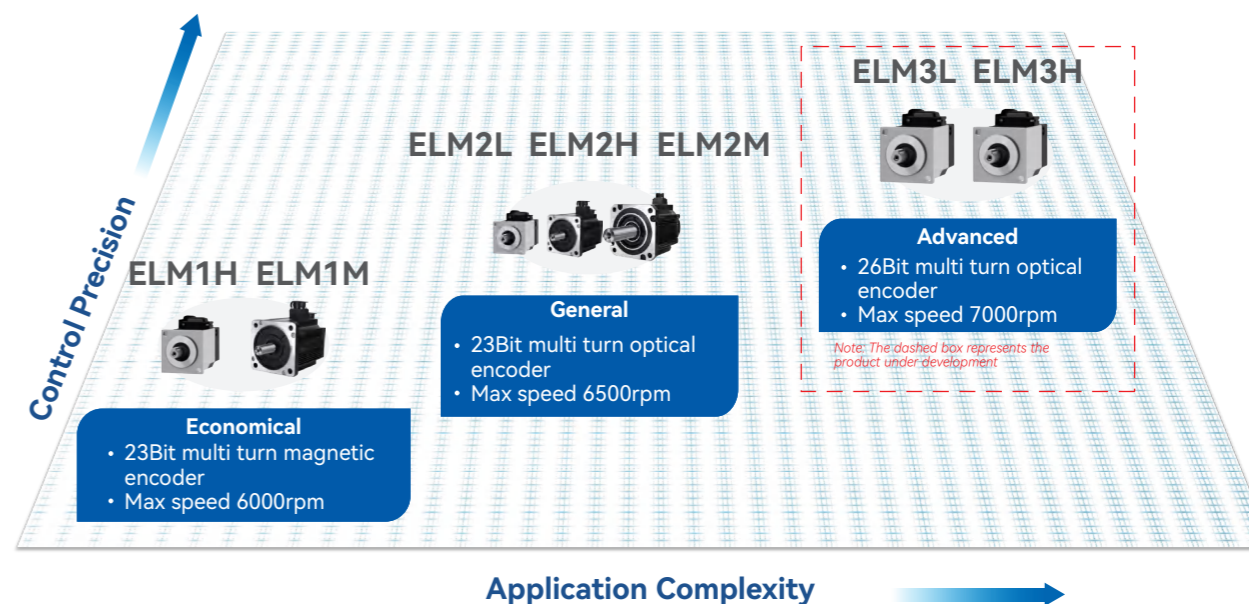 ELM3L ELM3H
ELM2L ELM2H ELM2M
Advanced
• 26Bit multi turn optical
encoder
• Max speed 7000rpm
Note: The dashed box represents the
product under development
Control Precision
ELM1H ELM1M
General
• 23Bit multi turn optical
encoder
• Max speed 6500rpm
Economical
• 23Bit multi turn magnetic
encoder
• Max speed 6000rpm
Application Complexity